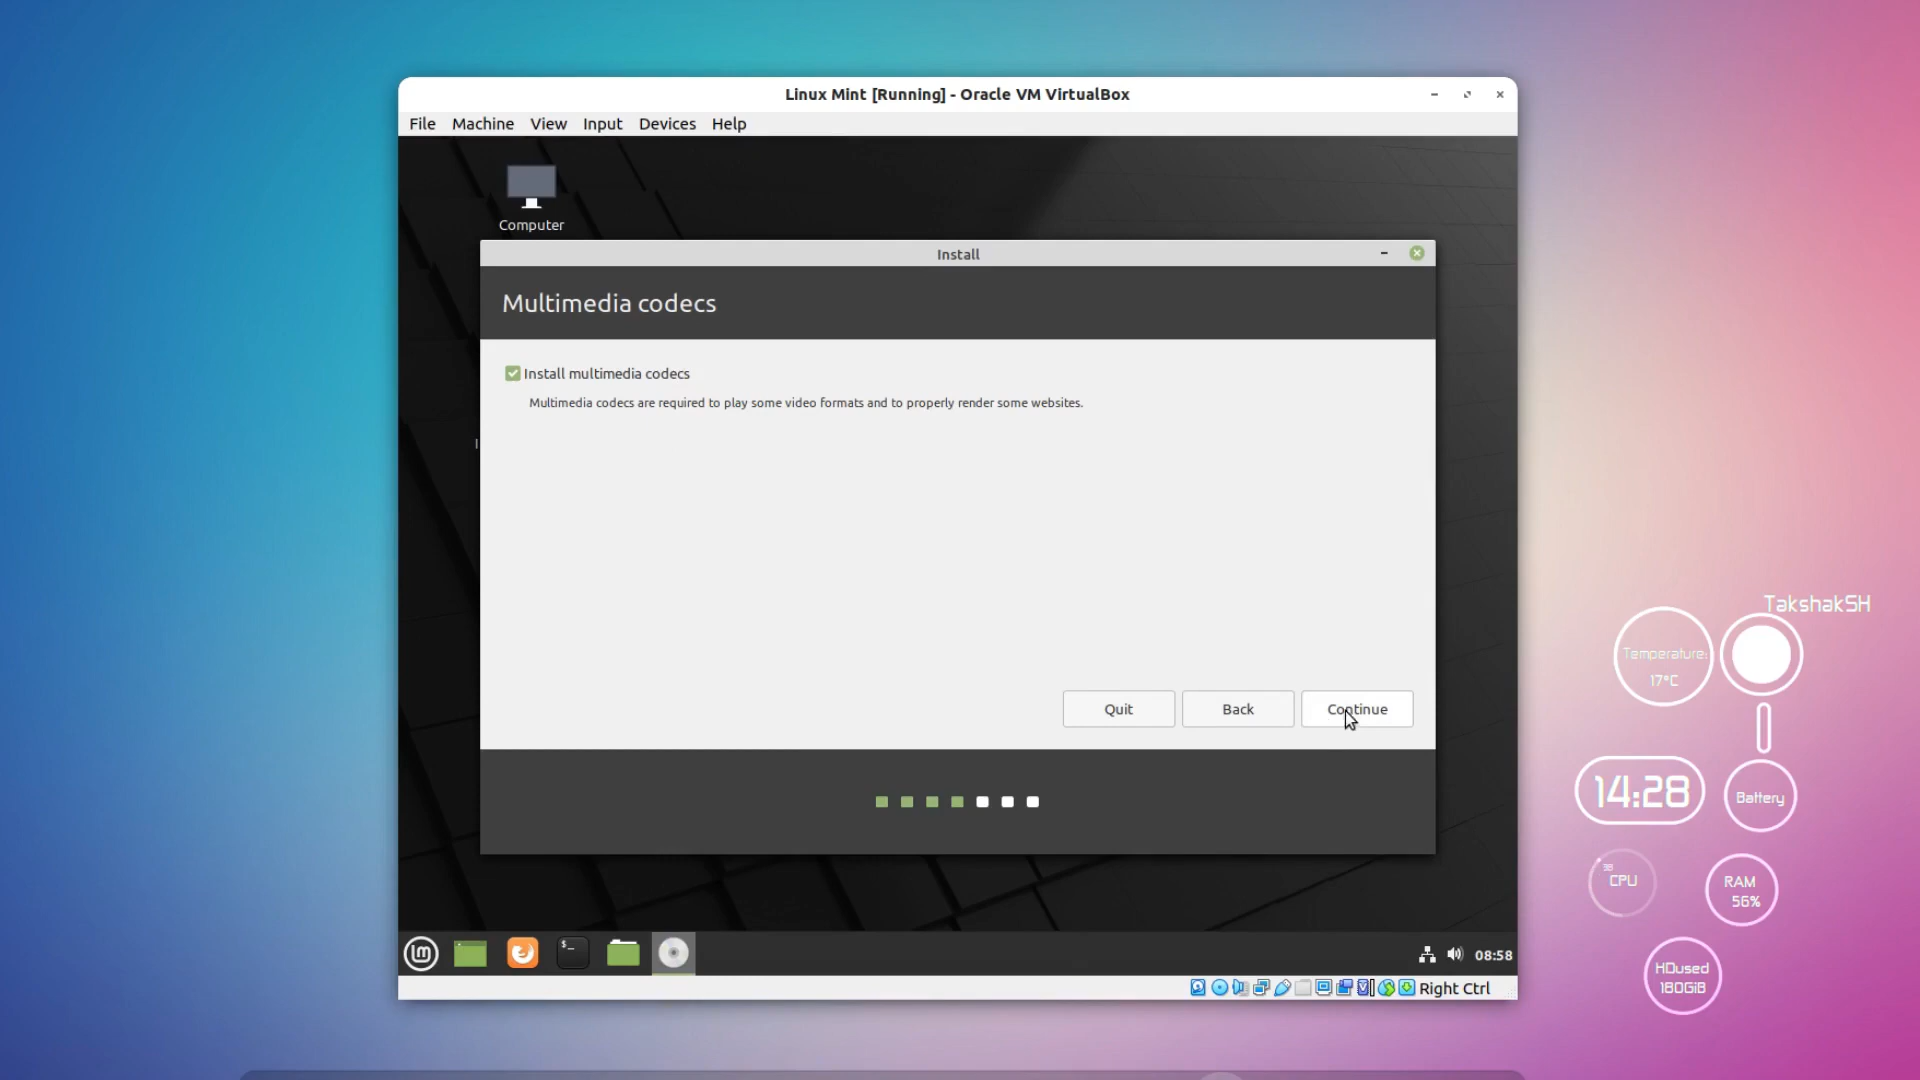 Linux Mint [Running] - Oracle VM VirtualBox
File Machine View Input Devices Help
Computer
Install
Multimedia codecs
Install multimedia codecs
Multimedia codecs are required to play some video formats and to properly render some websites.
Quit Back Continue
TakshakSH
Temperature:
17°C
14:28
Battery
CPU
RAM
56%
HDused
180GiB
$_
08:58
Right Ctrl